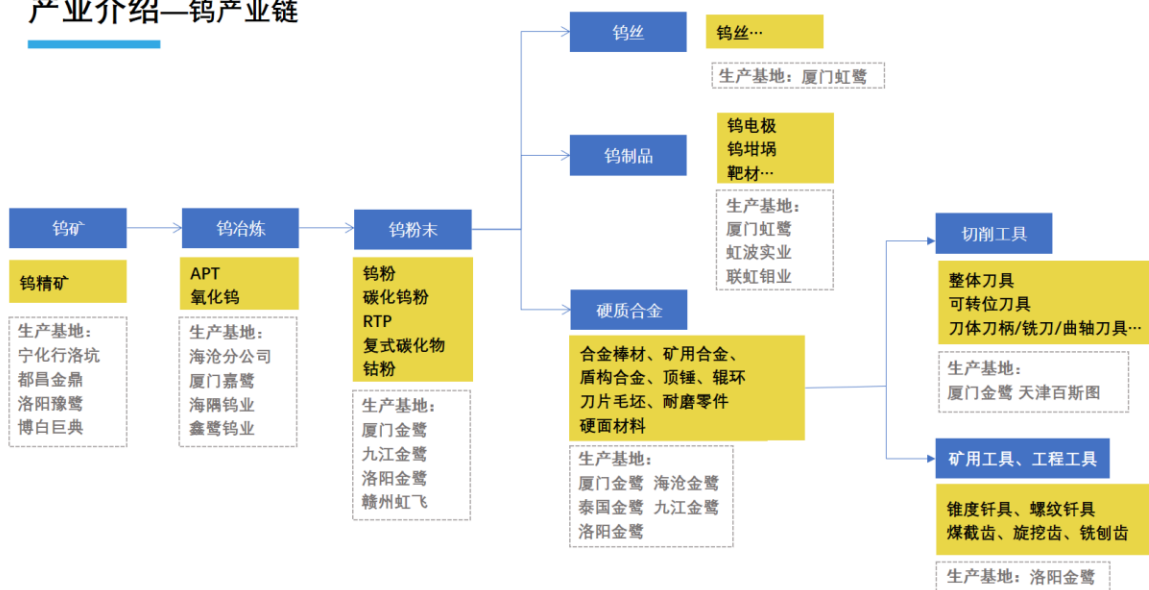 产业介绍—钨产业链
钨矿
钨精矿
生产基地：
宁化行洛坑
都昌金鼎
洛阳豫鹭
博白巨典
钨冶炼
APT
氧化钨
生产基地：
海沧分公司
厦门嘉鹭
海隅钨业
鑫鹭钨业
钨粉末
钨粉
碳化钨粉
RTP
复式碳化物
钴粉
生产基地：
厦门金鹭
九江金鹭
洛阳金鹭
赣州虹飞
钨丝
钨丝…
生产基地：厦门虹鹭
钨制品
钨电极
钨坩埚
靶材…
生产基地：
厦门虹鹭
虹波实业
联虹钼业
硬质合金
合金棒材、矿用合金、
盾构合金、顶锤、辊环
刀片毛坯、耐磨零件
硬面材料
生产基地：
厦门金鹭 海沧金鹭
泰国金鹭 九江金鹭
洛阳金鹭
切削工具
整体刀具
可转位刀具
刀体刀柄/铣刀/曲轴刀具…
生产基地：
厦门金鹭 天津百斯图
矿用工具、工程工具
锥度钎具、螺纹钎具
煤截齿、旋挖齿、铣刨齿
生产基地：洛阳金鹭